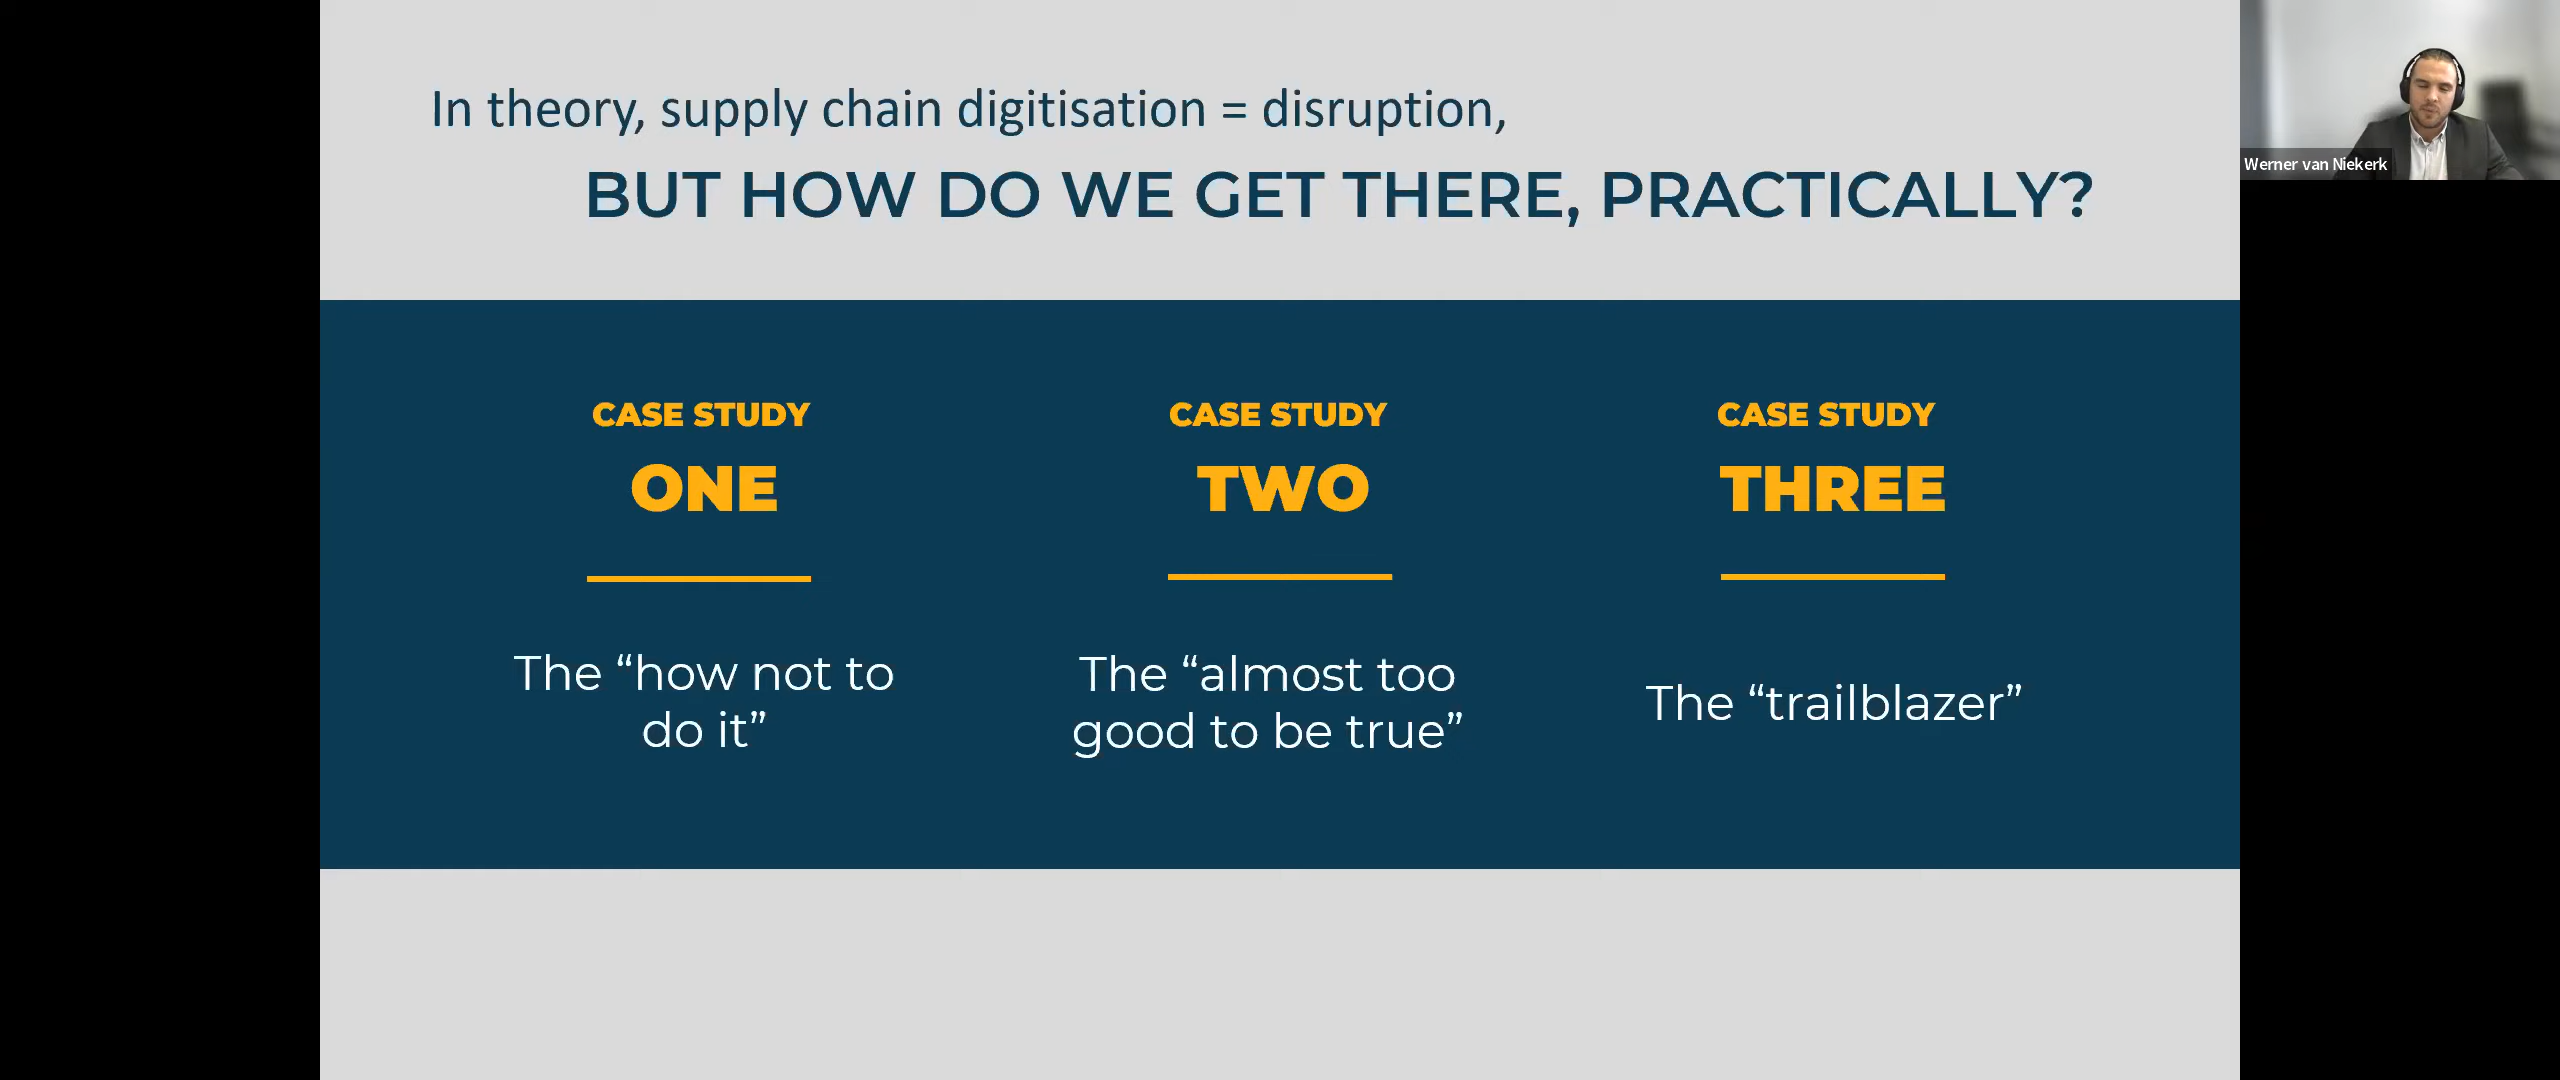 In theory, supply chain digitisation = disruption,
BUT HOW DO WE GET THERE, PRACTICALLY?
Werner van Niekerk
CASE STUDY
ONE
The “how not to
do it”
CASE STUDY
TWO
The “almost too
good to be true”
CASE STUDY
THREE
The “trailblazer”